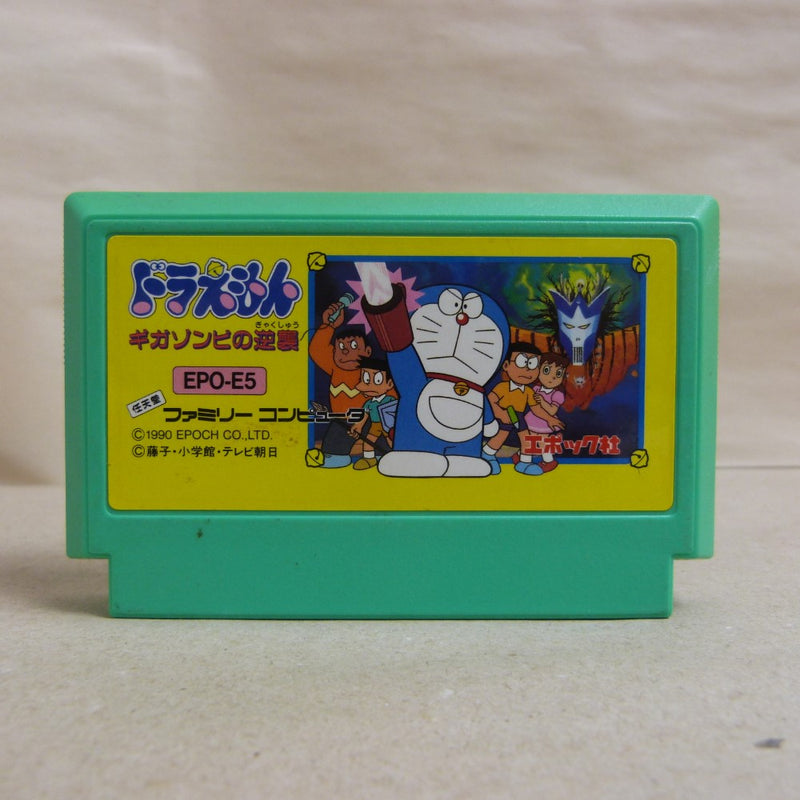 ドラえもん
きゃくしゅう
ギガゾンビの逆襲
EPO-E5
任天堂
ファミリー コンピュータ
©1990 EPOCH CO.,LTD.
©藤子・小学館・テレビ朝日
エポック社